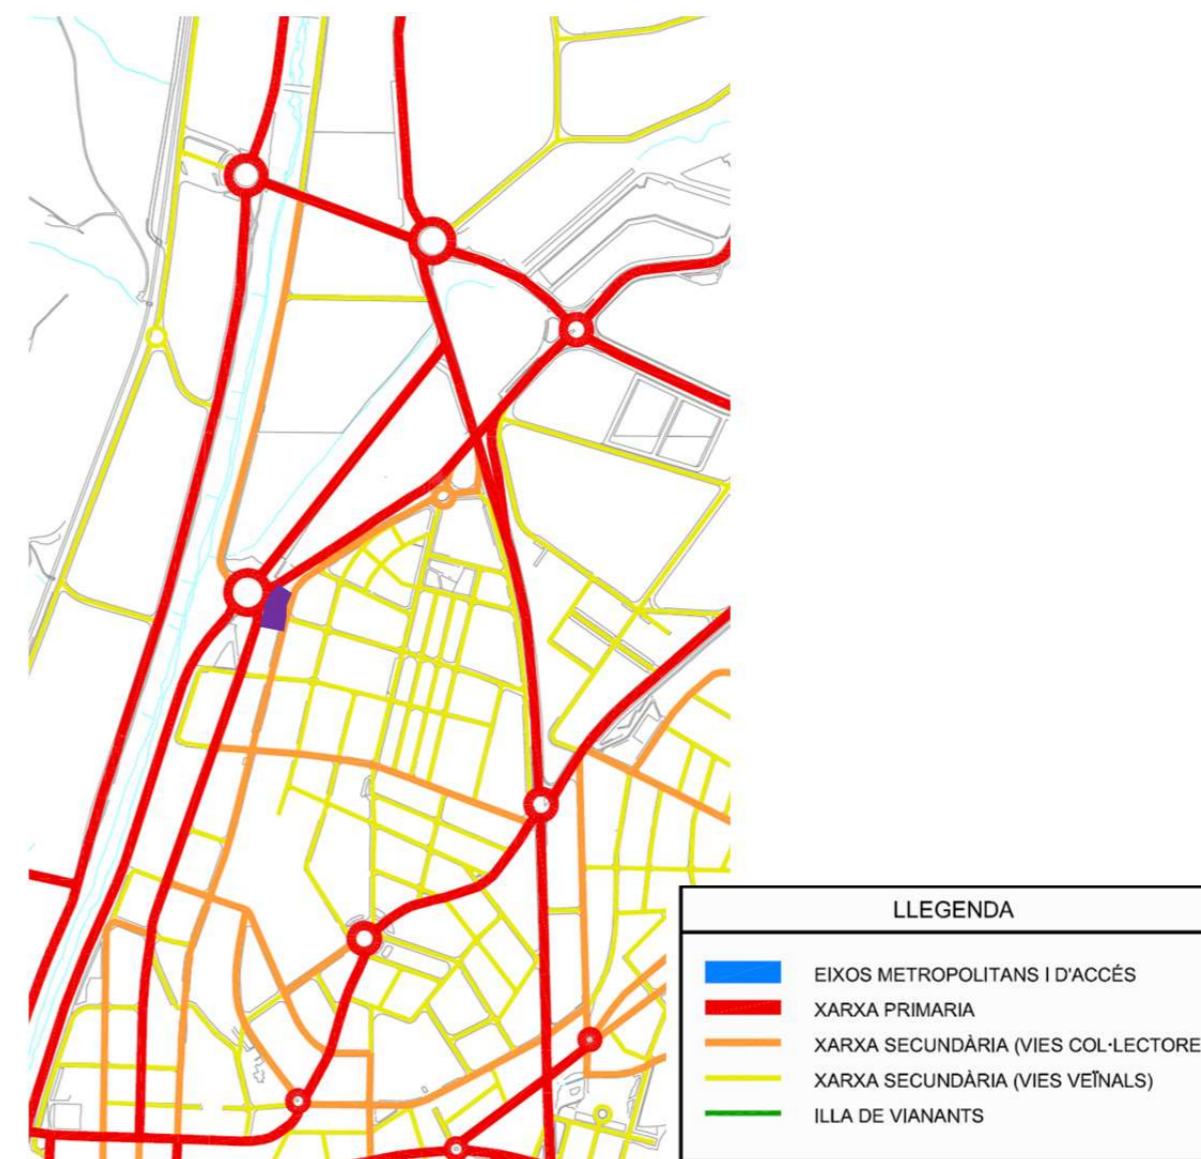 LLEGENDA
EIXOS METROPOLITANS I D'ACCÉS
XARXA PRIMARIA
XARXA SECUNDÀRIA (VIES COL·LECTORE
XARXA SECUNDÀRIA (VIES VEÏNALS)
ILLA DE VIANANTS